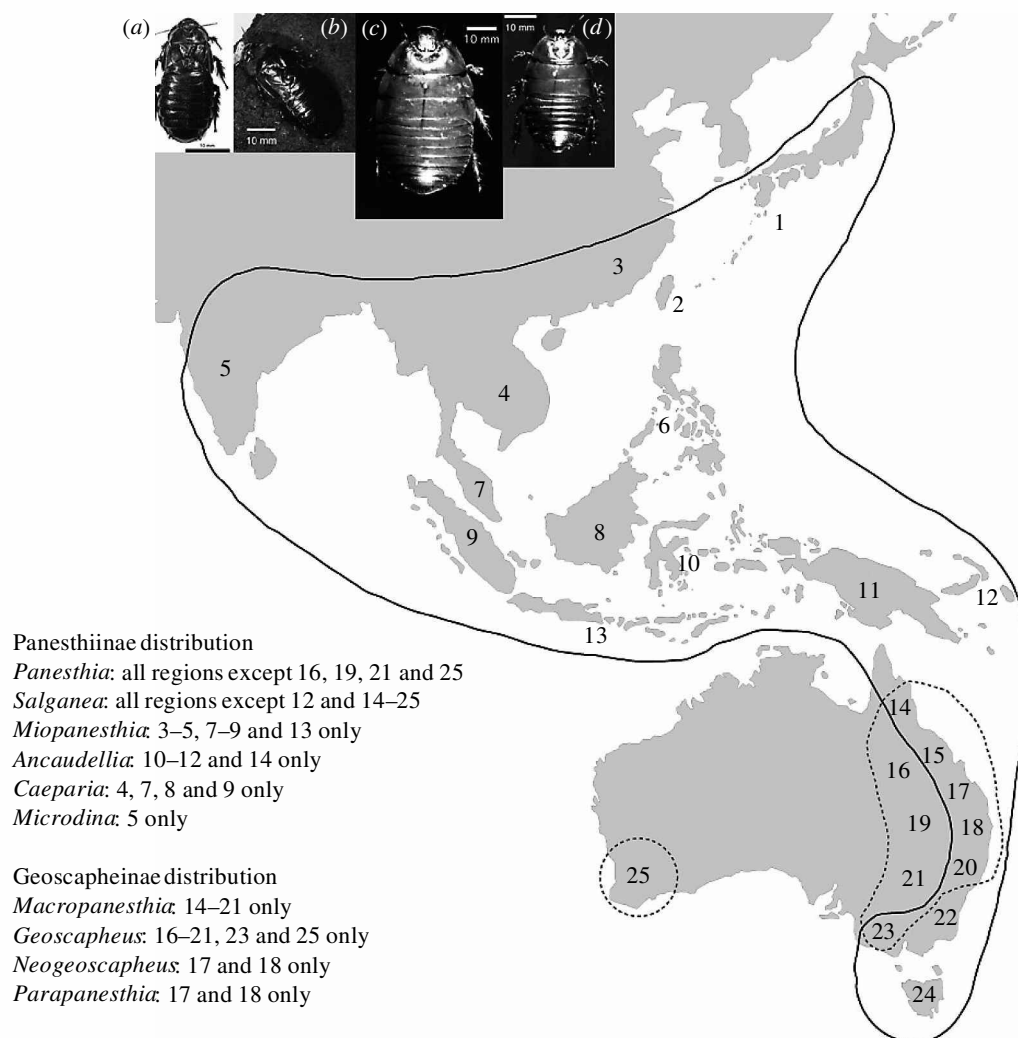 (a) (b) (c) (d)
10 mm
10 mm
10 mm
10 mm
1
2
3
4
5
6
7
8
9
10
11
12
13
Panesthiinae distribution
Panesthia: all regions except 16, 19, 21 and 25
Salganea: all regions except 12 and 14–25
Miopanesthia: 3–5, 7–9 and 13 only
Ancaudellia: 10–12 and 14 only
Caeparia: 4, 7, 8 and 9 only
Microdina: 5 only
Geoscapheinae distribution
Macropanesthia: 14–21 only
Geoscapheus: 16–21, 23 and 25 only
Neogeoscapheus: 17 and 18 only
Parapanesthia: 17 and 18 only
14
15
16
17
18
19
20
21
22
23
24
25